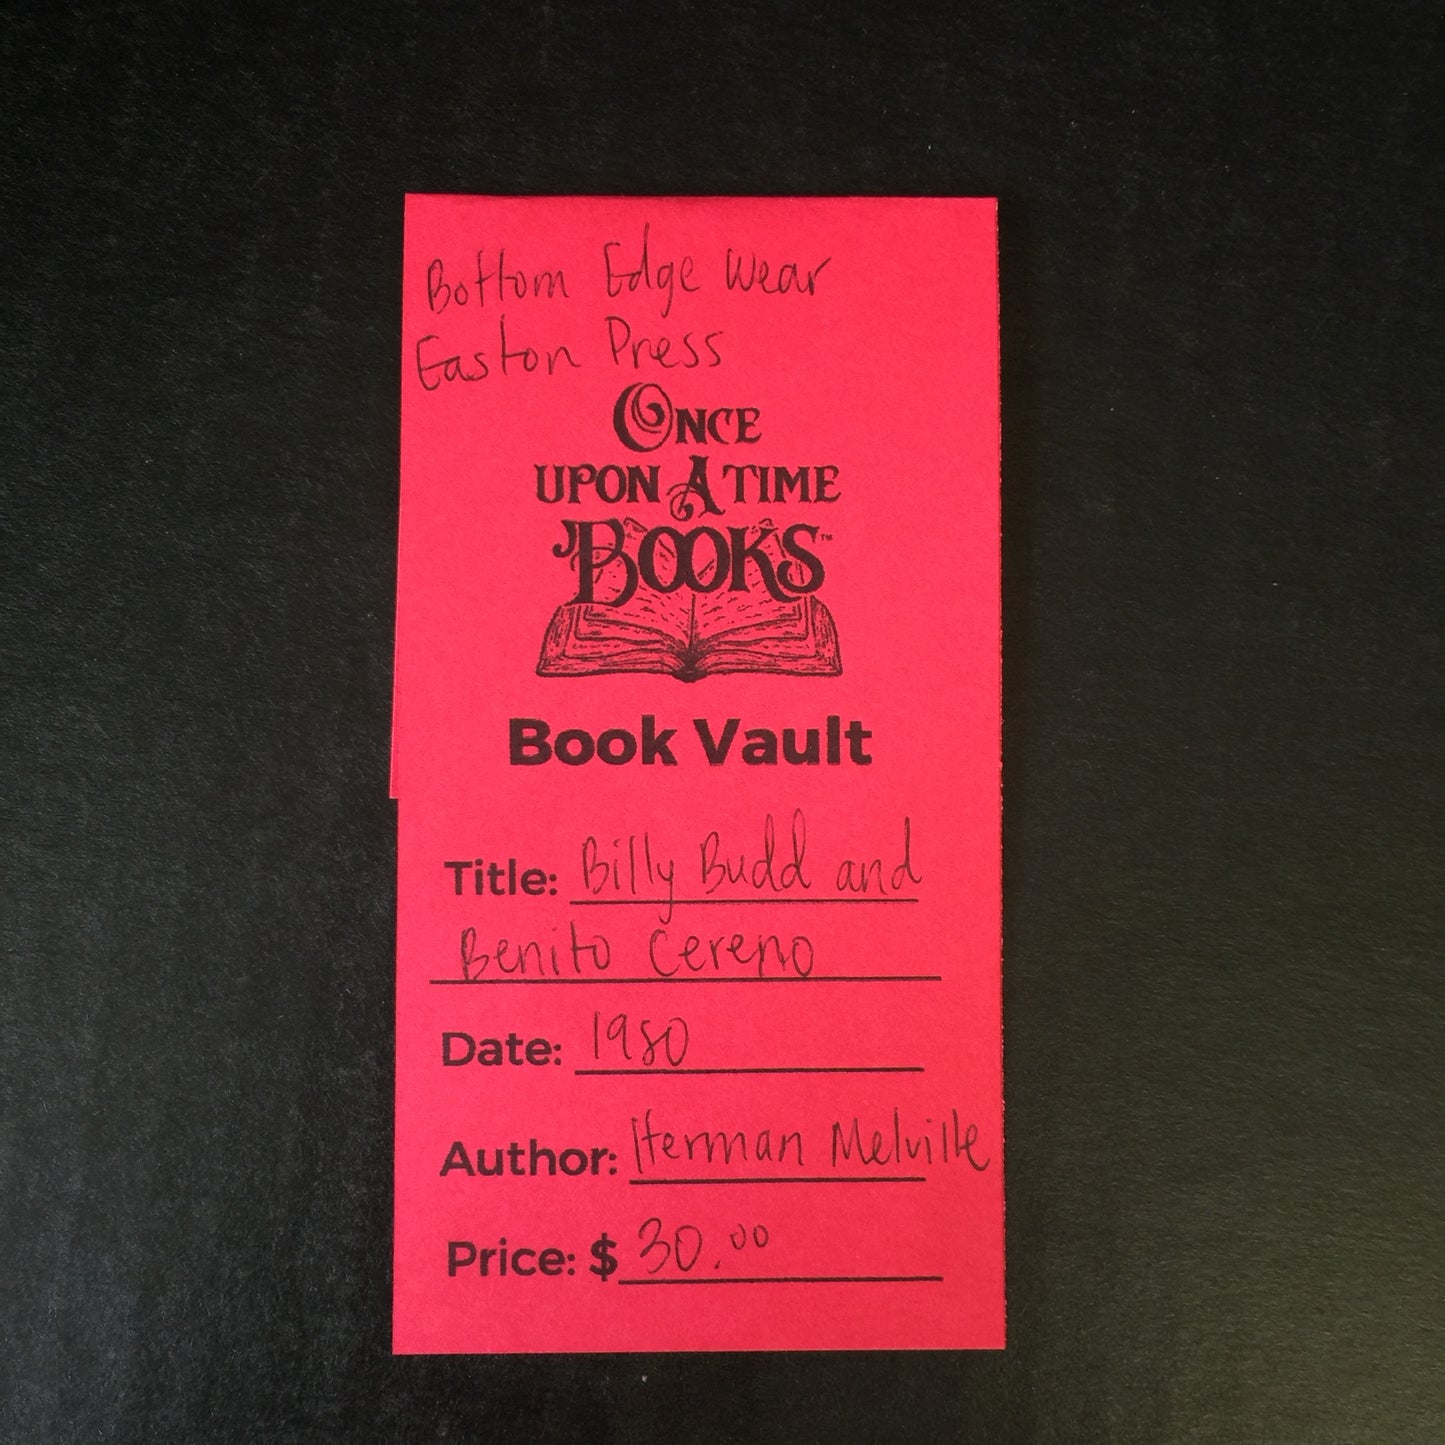 Bottom Edge Wear
Easton Press
ONCE
UPON A TIME
BOOKS™
Book Vault
Title: Billy Budd and
Benito Cereno
Date: 1980
Author: Herman Melville
Price: $ 30.00